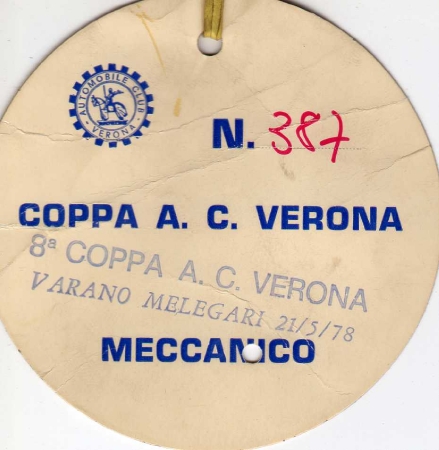 AUTOMOBILE CLUB
VERONA
N. 387
COPPA A. C. VERONA
8ª COPPA A. C. VERONA
VARANO MELEGARI 21/5/78
MECCANICO